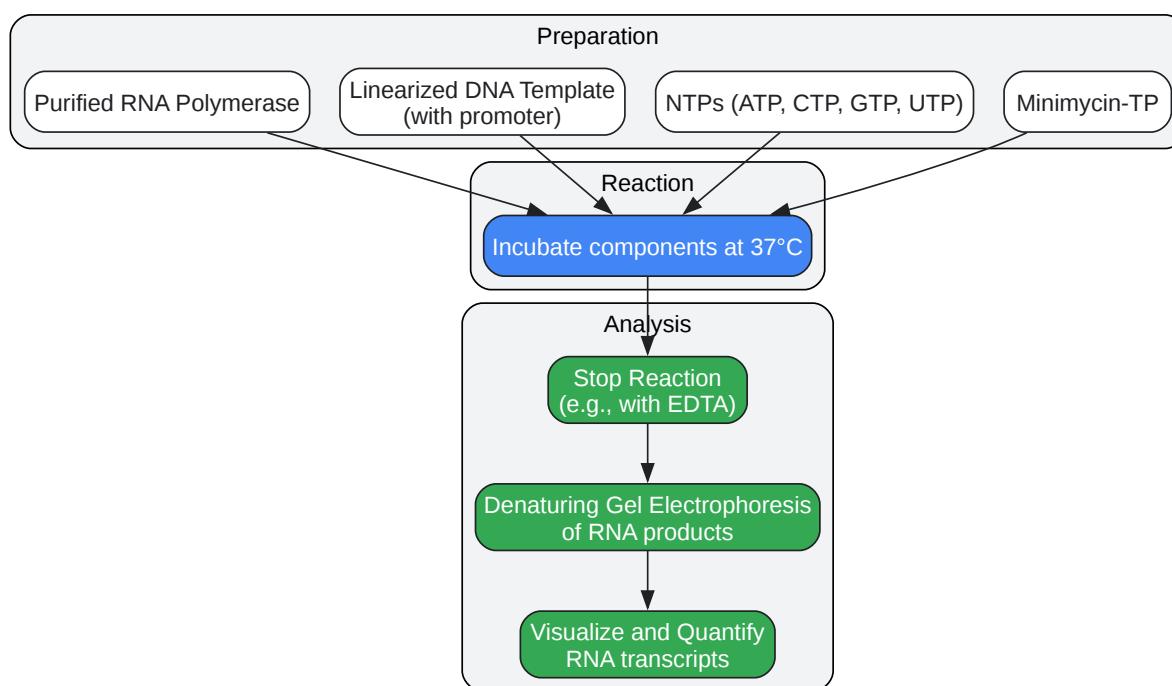 Preparation
Purified RNA Polymerase
Linearized DNA Template
(with promoter)
NTPs (ATP, CTP, GTP, UTP)
Minimycin-TP
Reaction
Incubate components at 37°C
Analysis
Stop Reaction
(e.g., with EDTA)
Denaturing Gel Electrophoresis
of RNA products
Visualize and Quantify
RNA transcripts